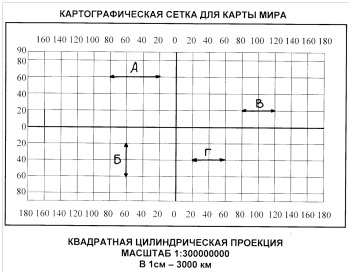 КАРТОГРАФИЧЕСКАЯ СЕТКА ДЛЯ КАРТЫ МИРА
160 140 120 100 80 60 40 20 0 20 40 60 80 100 120 140 160 180
90
80
А
60
40
В
20
0
20
Б
Г
40
60
80
90
180 160 140 120 100 80 60 40 20 0 20 40 60 80 100 120 140 160 180
КВАДРАТНАЯ ЦИЛИНДРИЧЕСКАЯ ПРОЕКЦИЯ
МАСШТАБ 1:300000000
В 1см – 3000 км